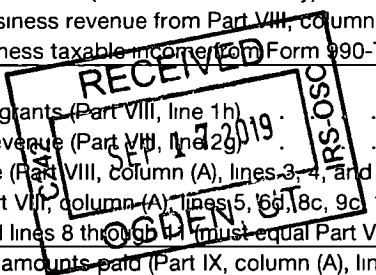 siness revenue from Part VIII, column
ness taxable income from Form 990-T
RECEIVED
grants (Part VIII, line 1h) . .
evenue (Part VIII, line 2g) .
SEP 17 2019
IRS-OSC
e (Part VIII, column (A), lines 3, 4, and
t VIII, column (A), lines 5, 6d, 8c, 9c,
OGDEN, UT
d lines 8 through 11 (must equal Part V
amounts paid (Part IX, column (A), lin